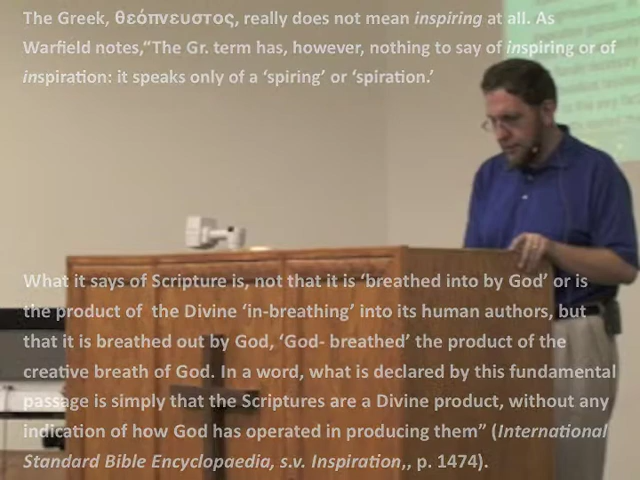 The Greek, θεόπνευστος, really does not mean inspiring at all. As
Warfield notes,“The Gr. term has, however, nothing to say of inspiring or of
inspiration: it speaks only of a ‘spiring’ or ‘spiration.’
What it says of Scripture is, not that it is ‘breathed into by God’ or is
the product of the Divine ‘in-breathing’ into its human authors, but
that it is breathed out by God, ‘God- breathed’ the product of the
creative breath of God. In a word, what is declared by this fundamental
passage is simply that the Scriptures are a Divine product, without any
indication of how God has operated in producing them” (International
Standard Bible Encyclopaedia, s.v. Inspiration,, p. 1474).